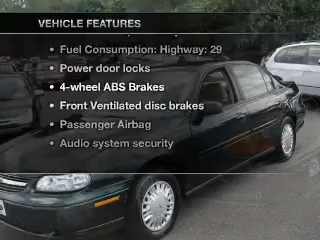 VEHICLE FEATURES
• Fuel Consumption: Highway: 29
• Power door locks
• 4-wheel ABS Brakes
• Front Ventilated disc brakes
• Passenger Airbag
• Audio system security